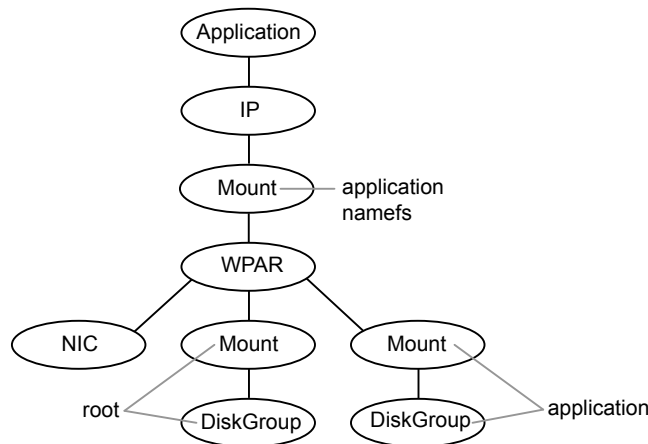 Application
IP
Mount
application
namefs
WPAR
NIC
Mount
Mount
root
DiskGroup
DiskGroup
application